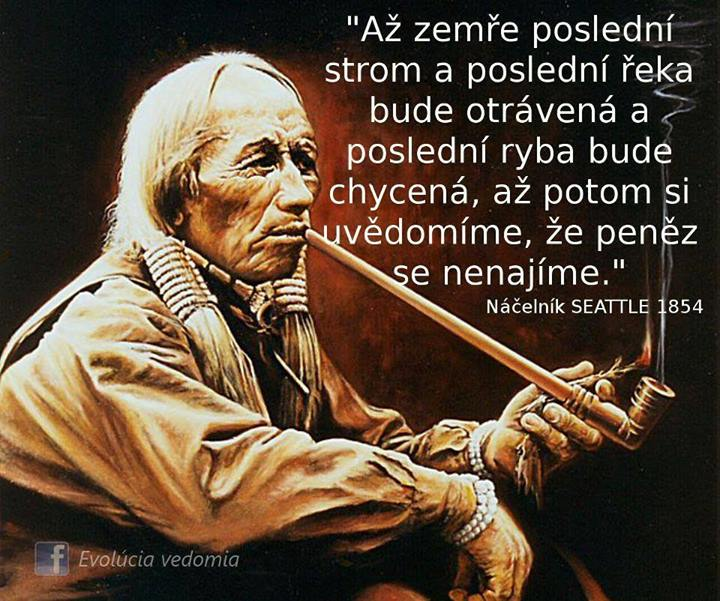 "Až zemře poslední
strom a poslední řeka
bude otrávená a
poslední ryba bude
chycená, až potom si
uvědomíme, že peněz
se nenajíme."
Náčelník SEATTLE 1854
f Evolúcia vedomia